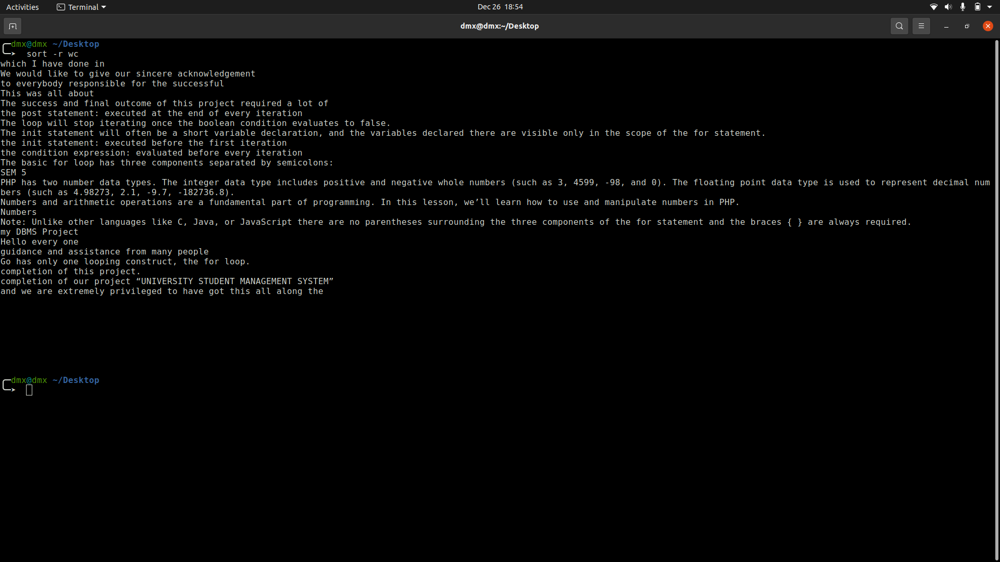 Activities Terminal Dec 26 18:54
dmx@dmx:~/Desktop
dmx@dmx ~/Desktop
➤ sort -r wc
which I have done in
We would like to give our sincere acknowledgement
to everybody responsible for the successful
This was all about
The success and final outcome of this project required a lot of
the post statement: executed at the end of every iteration
The loop will stop iterating once the boolean condition evaluates to false.
The init statement will often be a short variable declaration, and the variables declared there are visible only in the scope of the for statement.
the init statement: executed before the first iteration
the condition expression: evaluated before every iteration
The basic for loop has three components separated by semicolons:
SEM 5
PHP has two number data types. The integer data type includes positive and negative whole numbers (such as 3, 4599, -98, and 0). The floating point data type is used to represent decimal num
bers (such as 4.98273, 2.1, -9.7, -182736.8).
Numbers and arithmetic operations are a fundamental part of programming. In this lesson, we’ll learn how to use and manipulate numbers in PHP.
Numbers
Note: Unlike other languages like C, Java, or JavaScript there are no parentheses surrounding the three components of the for statement and the braces { } are always required.
my DBMS Project
Hello every one
guidance and assistance from many people
Go has only one looping construct, the for loop.
completion of this project.
completion of our project “UNIVERSITY STUDENT MANAGEMENT SYSTEM”
and we are extremely privileged to have got this all along the
dmx@dmx ~/Desktop
➤